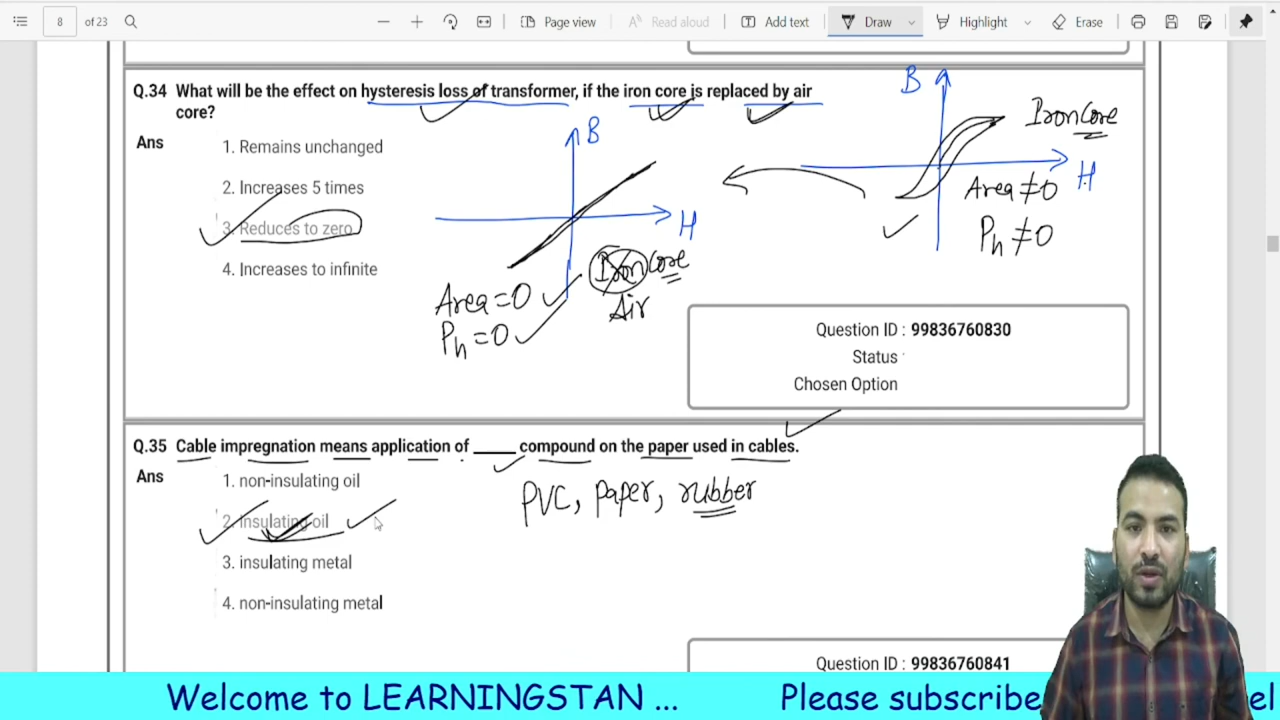 8 of 23
Page view
Read aloud
Add text
Draw
Highlight
Erase
Q.34 What will be the effect on hysteresis loss of transformer, if the iron core is replaced by air
core?
Ans
1. Remains unchanged
2. Increases 5 times
3. Reduces to zero
4. Increases to infinite
B
H
Area=0
Ph=0
Iron Core
Air
B
H
Iron Core
Area≠0
Ph≠0
Question ID : 99836760830
Status :
Chosen Option
Q.35 Cable impregnation means application of ____ compound on the paper used in cables.
Ans
1. non-insulating oil
2. Insulating oil
3. insulating metal
4. non-insulating metal
PVC, paper, rubber
Question ID : 99836760841
Welcome to LEARNINGSTAN ...
Please subscribe
el